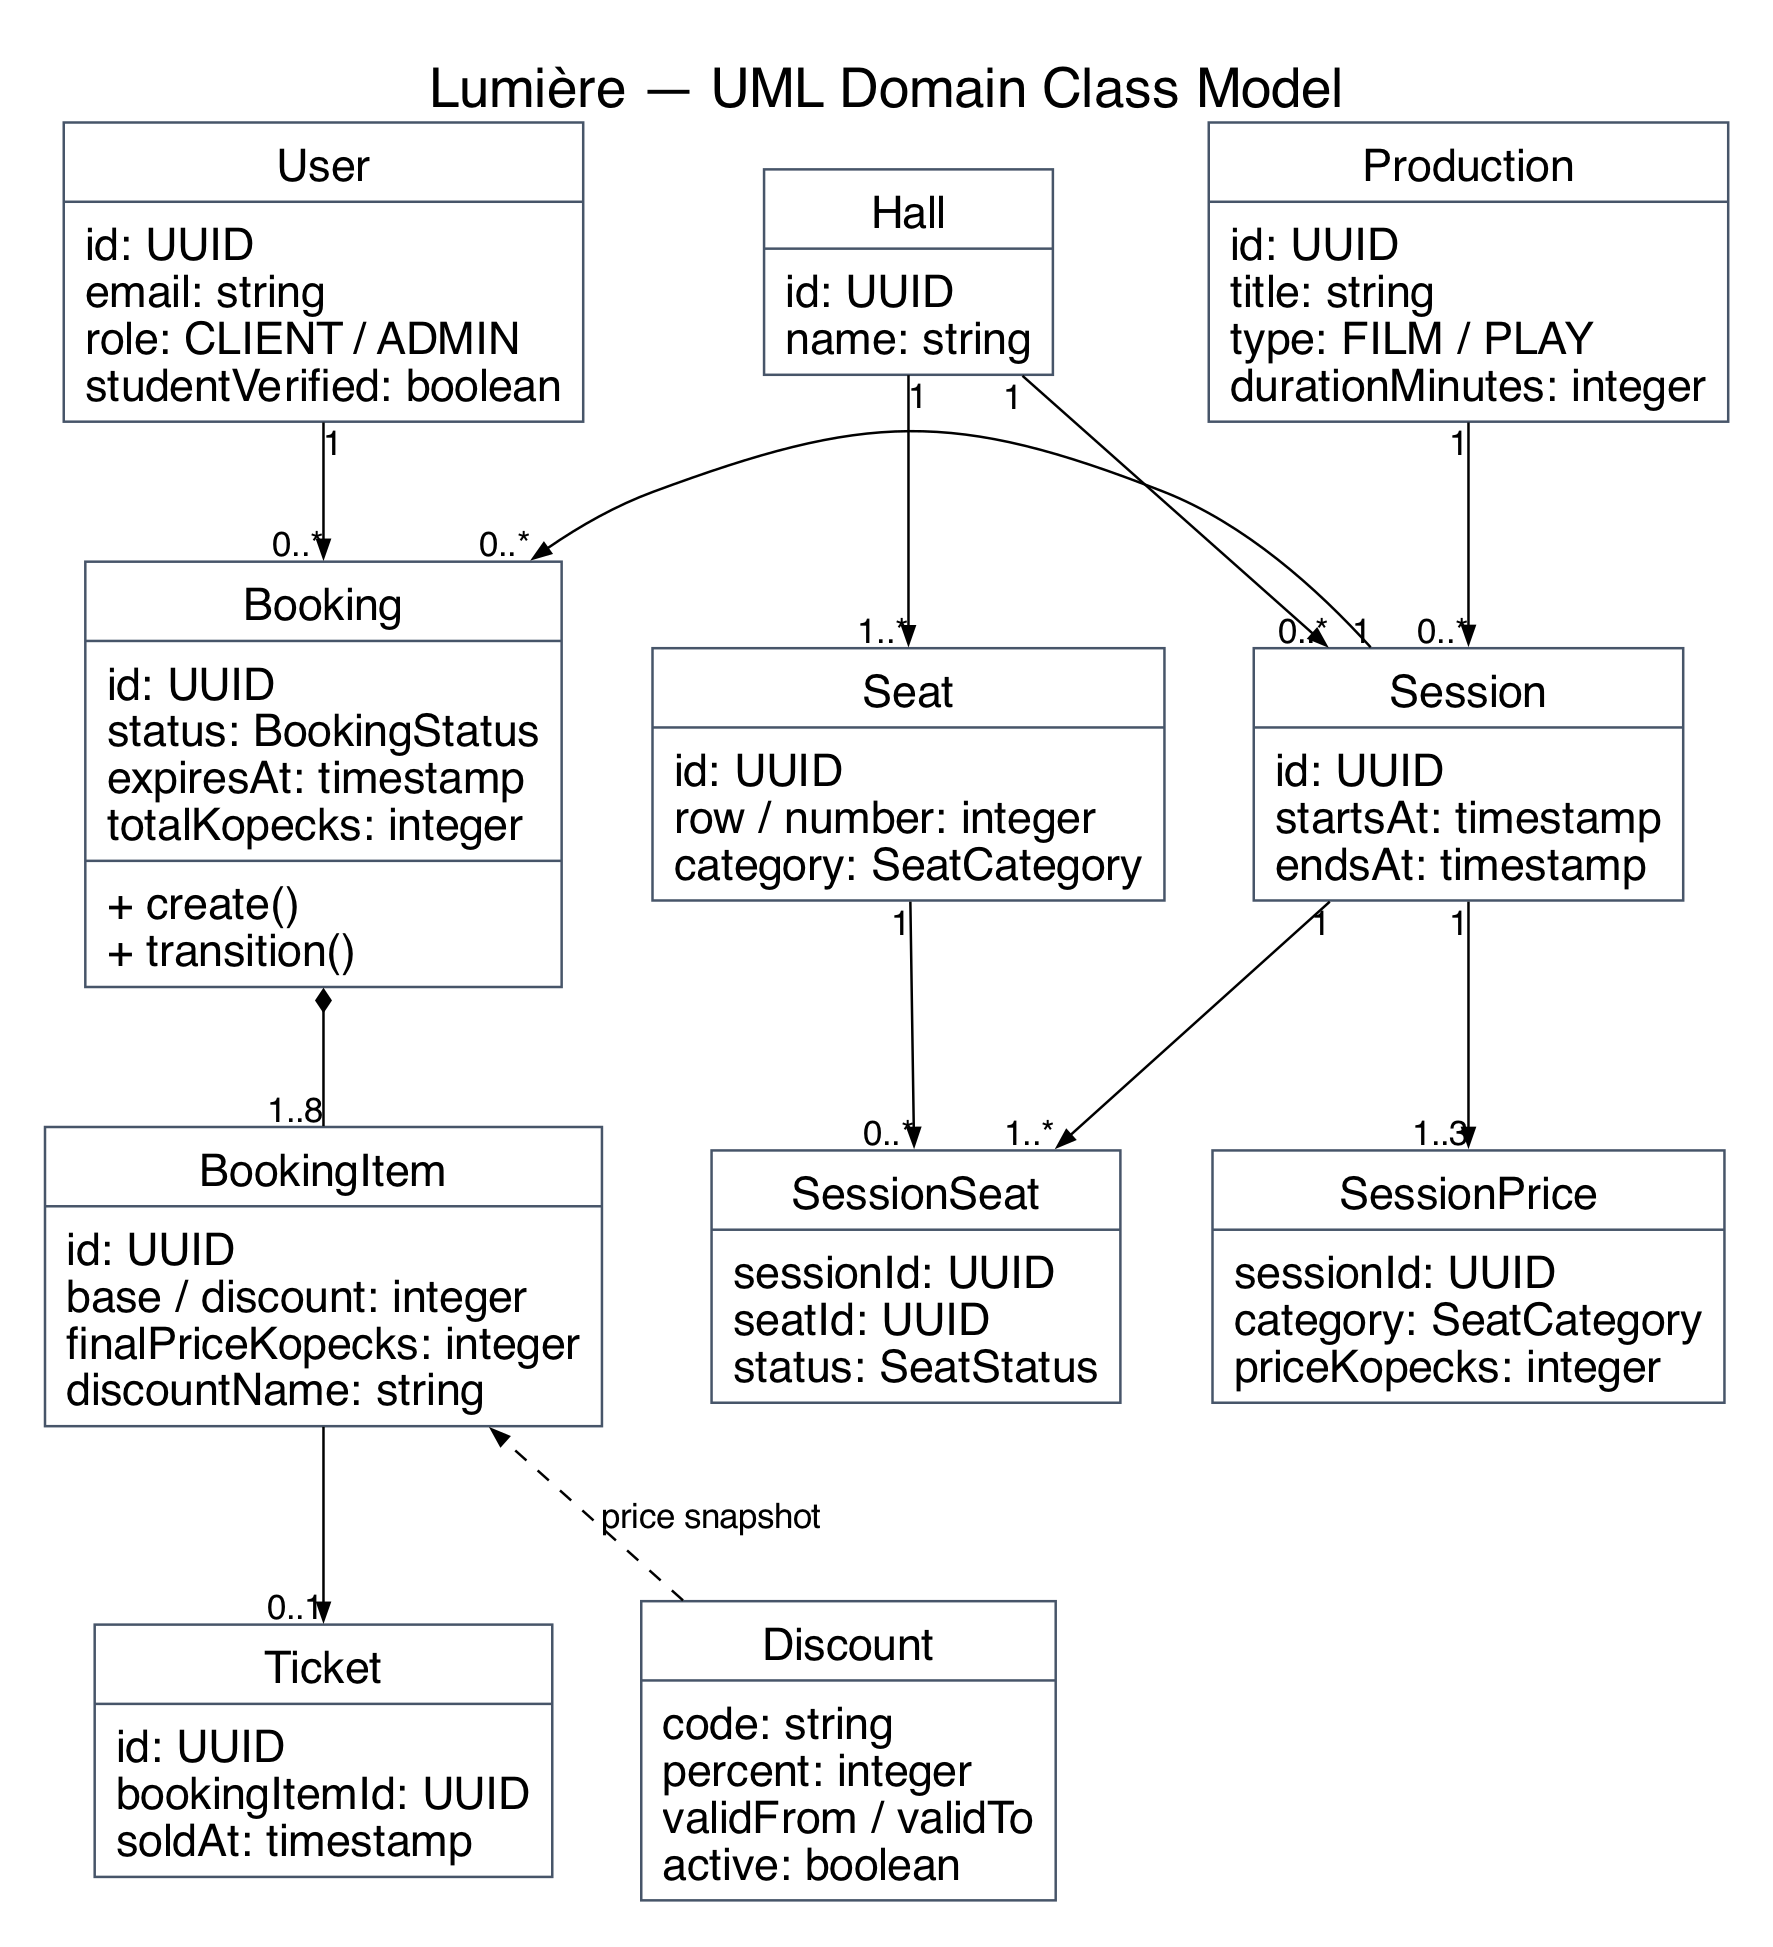 Lumière — UML Domain Class Model
User
id: UUID
email: string
role: CLIENT / ADMIN
studentVerified: boolean
Hall
id: UUID
name: string
Production
id: UUID
title: string
type: FILM / PLAY
durationMinutes: integer
1
1
1
1
0..*
0..*
Booking
id: UUID
status: BookingStatus
expiresAt: timestamp
totalKopecks: integer
+ create()
+ transition()
1..*
0..*
1
0..*
Seat
id: UUID
row / number: integer
category: SeatCategory
Session
id: UUID
startsAt: timestamp
endsAt: timestamp
1
1
1
1..8
0..*
1..*
1..3
BookingItem
id: UUID
base / discount: integer
finalPriceKopecks: integer
discountName: string
SessionSeat
sessionId: UUID
seatId: UUID
status: SeatStatus
SessionPrice
sessionId: UUID
category: SeatCategory
priceKopecks: integer
price snapshot
0..1
Ticket
id: UUID
bookingItemId: UUID
soldAt: timestamp
Discount
code: string
percent: integer
validFrom / validTo
active: boolean